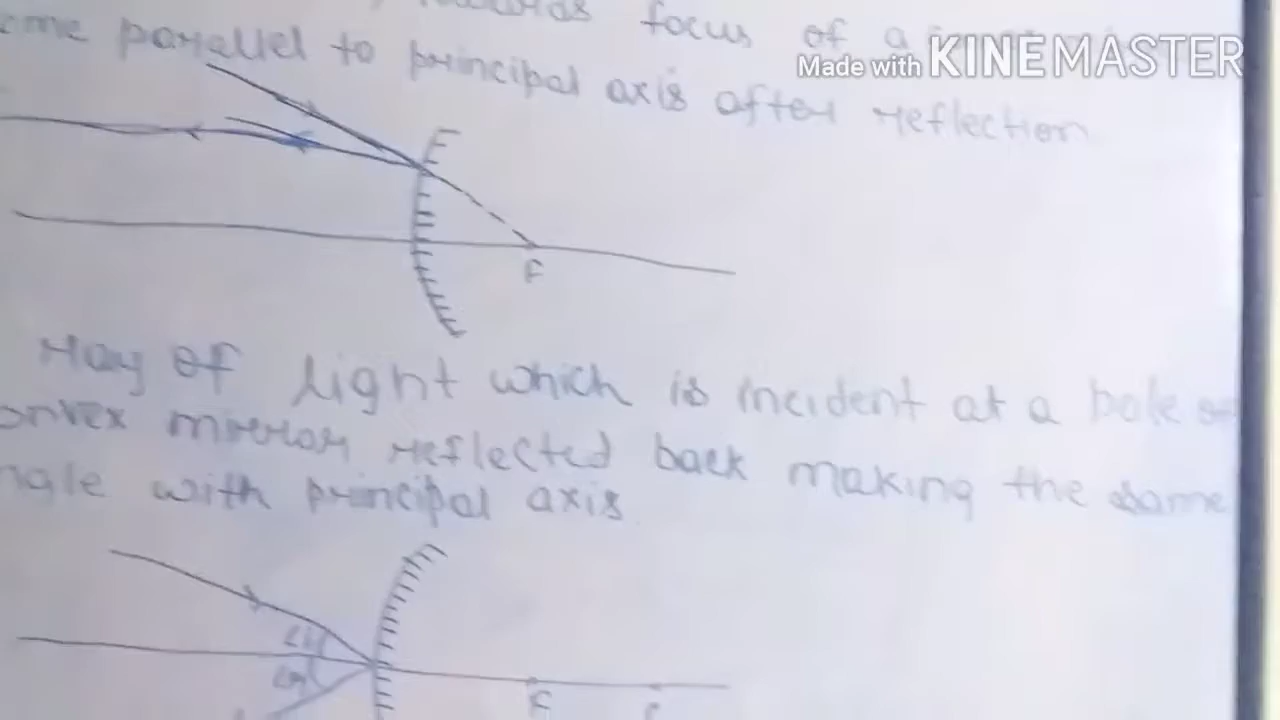 focus of a
parallel to principal axis after reflection
Made with KINEMASTER
E
F
ray of light which is incident at a pole of
onvex mirror reflected back making the same
ngle with principal axis
F